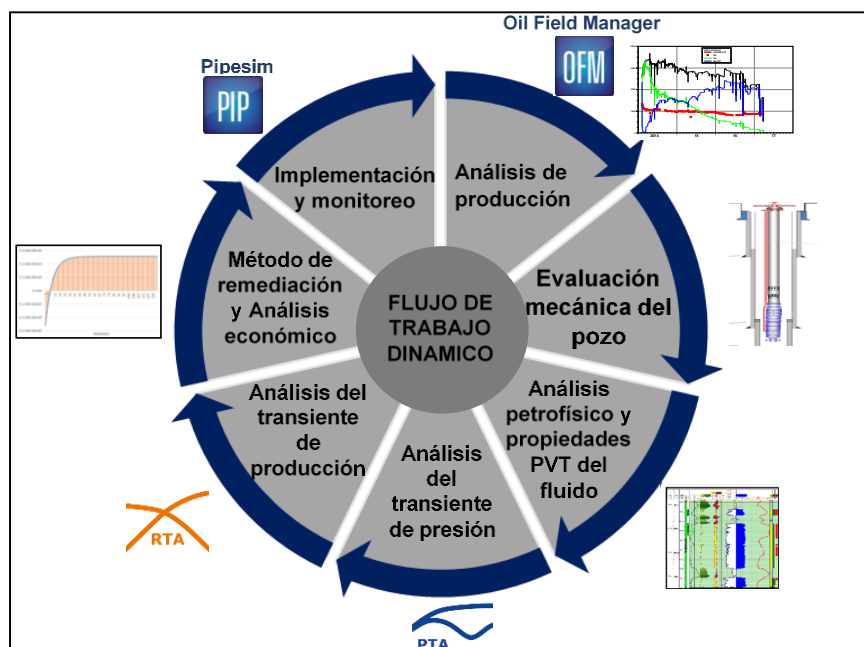 Oil Field Manager
Pipesim
PIP
OFM
Implementación
y monitoreo
Análisis de
producción
Evaluación
mecánica del
pozo
Análisis
petrofísico y
propiedades
PVT del
fluido
Análisis
del
transiente
de presión
Análisis del
transiente
de
producción
Método de
remediación
y Análisis
económico
FLUJO DE
TRABAJO
DINAMICO
RTA
PTA